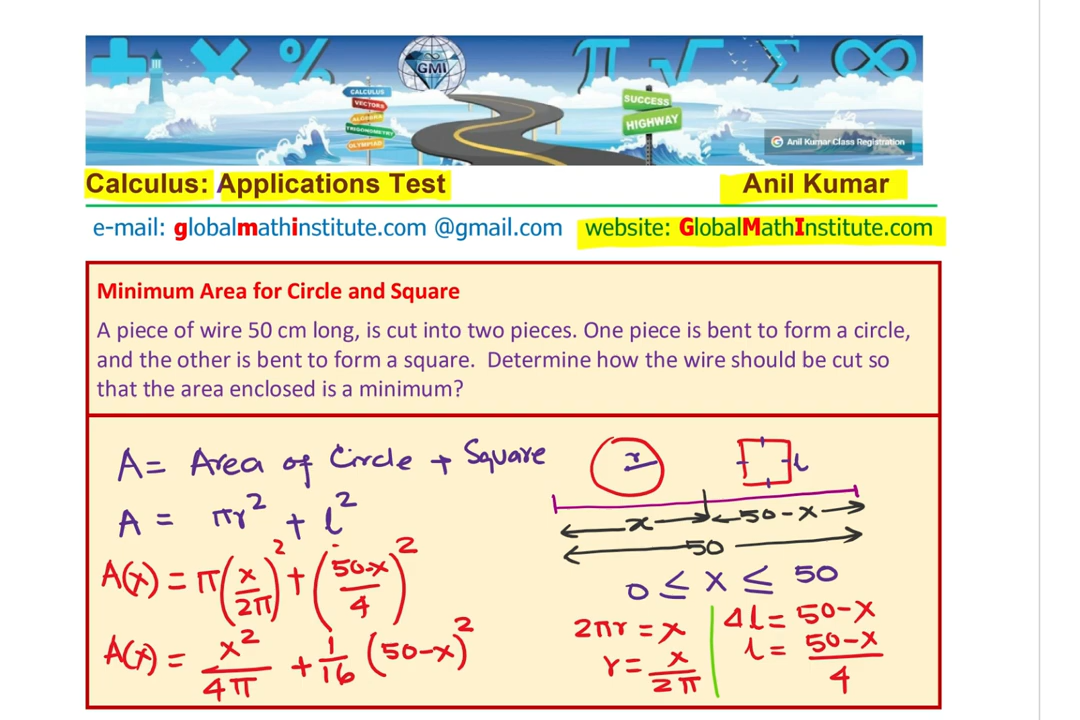 GMI
CALCULUS
VECTORS
ALGEBRA
TRIGONOMETRY
OLYMPIAD
SUCCESS
HIGHWAY
Anil Kumar Class Registration
Calculus: Applications Test Anil Kumar
e-mail: globalmathinstitute.com @gmail.com website: GlobalMathInstitute.com
Minimum Area for Circle and Square
A piece of wire 50 cm long, is cut into two pieces. One piece is bent to form a circle,
and the other is bent to form a square. Determine how the wire should be cut so
that the area enclosed is a minimum?
A = Area of Circle + Square
A = πr² + l²
A(x) = π(x/2π)² + (50-x/4)²
A(x) = x²/4π + 1/16 (50-x)²
r
l
x 50-x
50
0 ≤ x ≤ 50
2πr = x
r = x/2π
4l = 50-x
l = 50-x/4